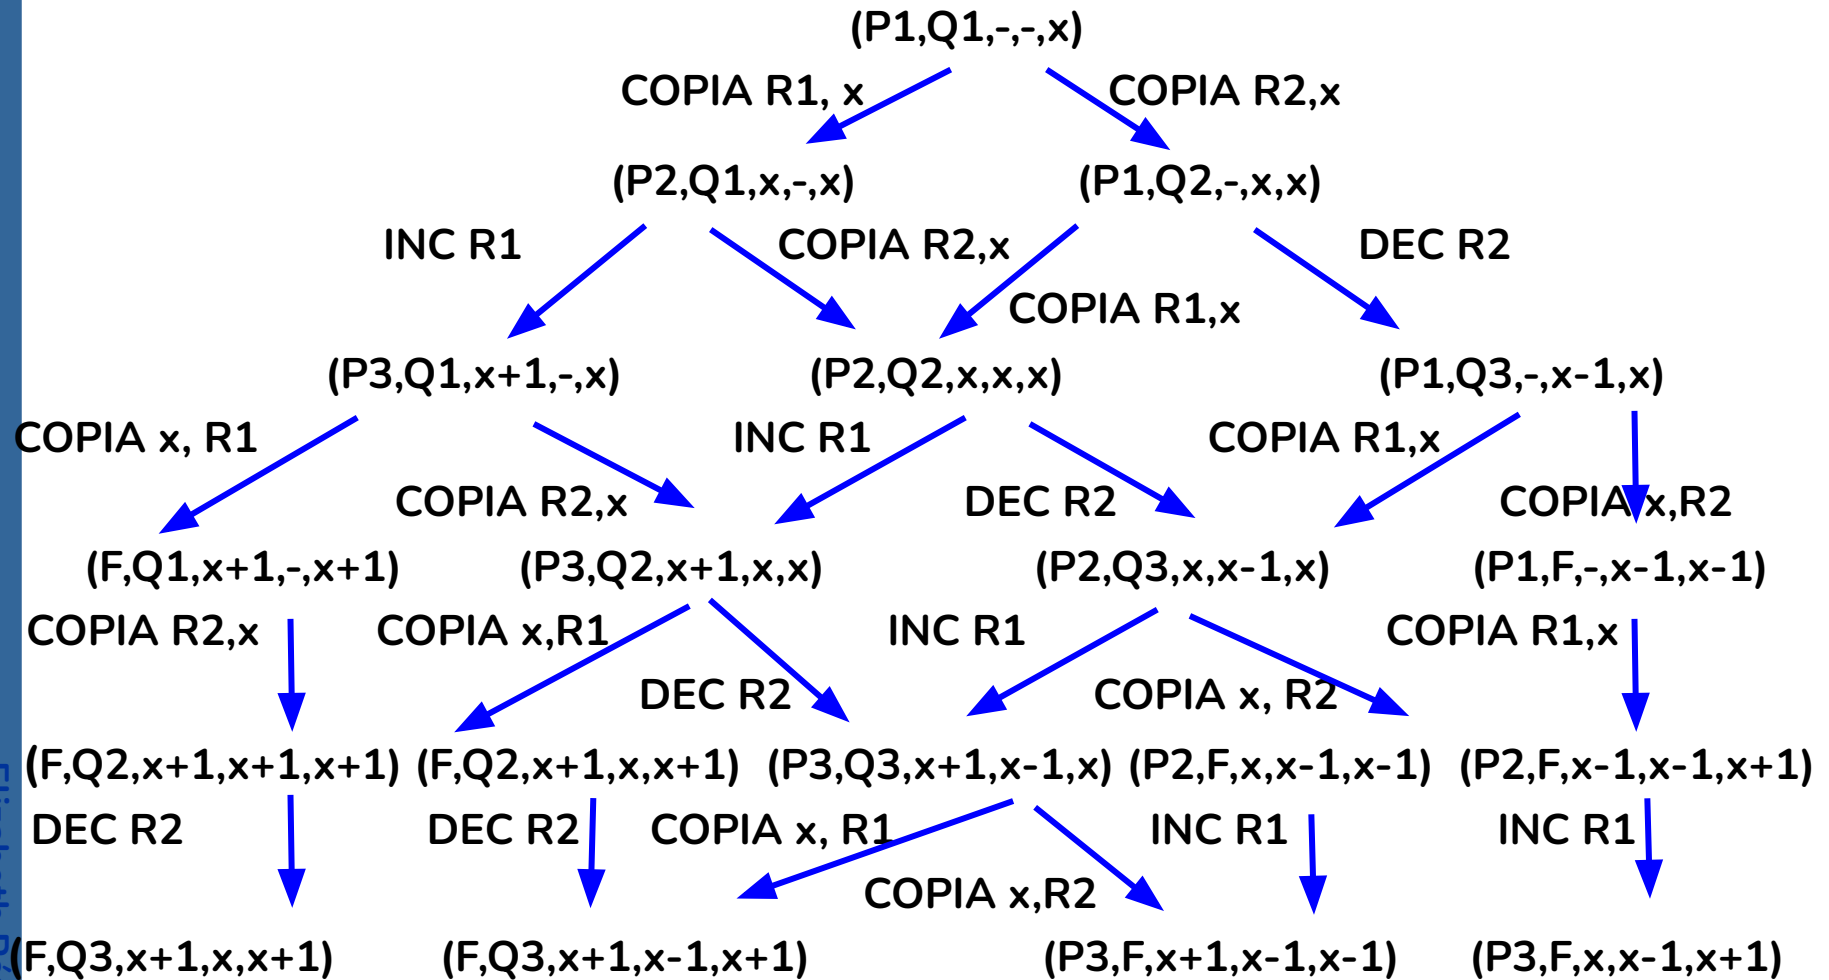 (P1,Q1,-,-,x)
COPIA R1, x COPIA R2,x
(P2,Q1,x,-,x) (P1,Q2,-,x,x)
INC R1 COPIA R2,x DEC R2
COPIA R1,x
(P3,Q1,x+1,-,x) (P2,Q2,x,x,x) (P1,Q3,-,x-1,x)
COPIA x, R1 INC R1 COPIA R1,x
COPIA R2,x DEC R2 COPIA x,R2
(F,Q1,x+1,-,x+1) (P3,Q2,x+1,x,x) (P2,Q3,x,x-1,x) (P1,F,-,x-1,x-1)
COPIA R2,x COPIA x,R1 INC R1 COPIA R1,x
DEC R2 COPIA x, R2
(F,Q2,x+1,x+1,x+1) (F,Q2,x+1,x,x+1) (P3,Q3,x+1,x-1,x) (P2,F,x,x-1,x-1) (P2,F,x-1,x-1,x+1)
DEC R2 DEC R2 COPIA x, R1 INC R1 INC R1
COPIA x,R2
(F,Q3,x+1,x,x+1) (F,Q3,x+1,x-1,x+1) (P3,F,x+1,x-1,x-1) (P3,F,x,x-1,x+1)